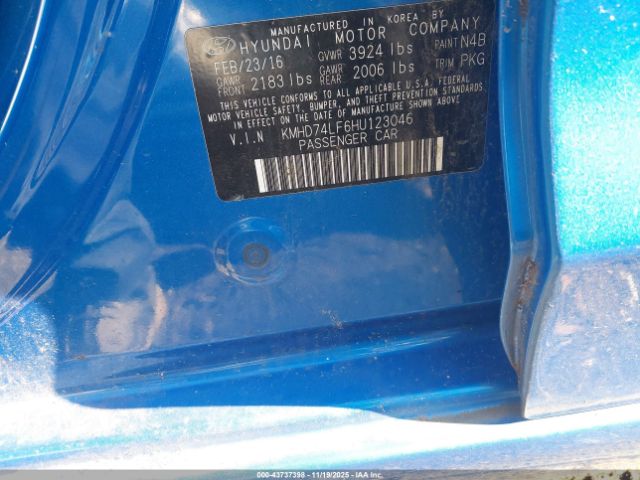 MANUFACTURED IN KOREA BY
HYUNDAI MOTOR COMPANY
FEB/23/16 GVWR 3924 lbs PAINT N4B
GAWR FRONT 2183 lbs GAWR REAR 2006 lbs TRIM PKG
THIS VEHICLE CONFORMS TO ALL APPLICABLE U.S.A. FEDERAL
MOTOR VEHICLE SAFETY, BUMPER, AND THEFT PREVENTION
STANDARDS IN EFFECT ON THE DATE OF MANUFACTURE
V.I.N KMHD74LF6HU123046
PASSENGER CAR
000-43737398 - 11/19/2025 - IAA Inc.